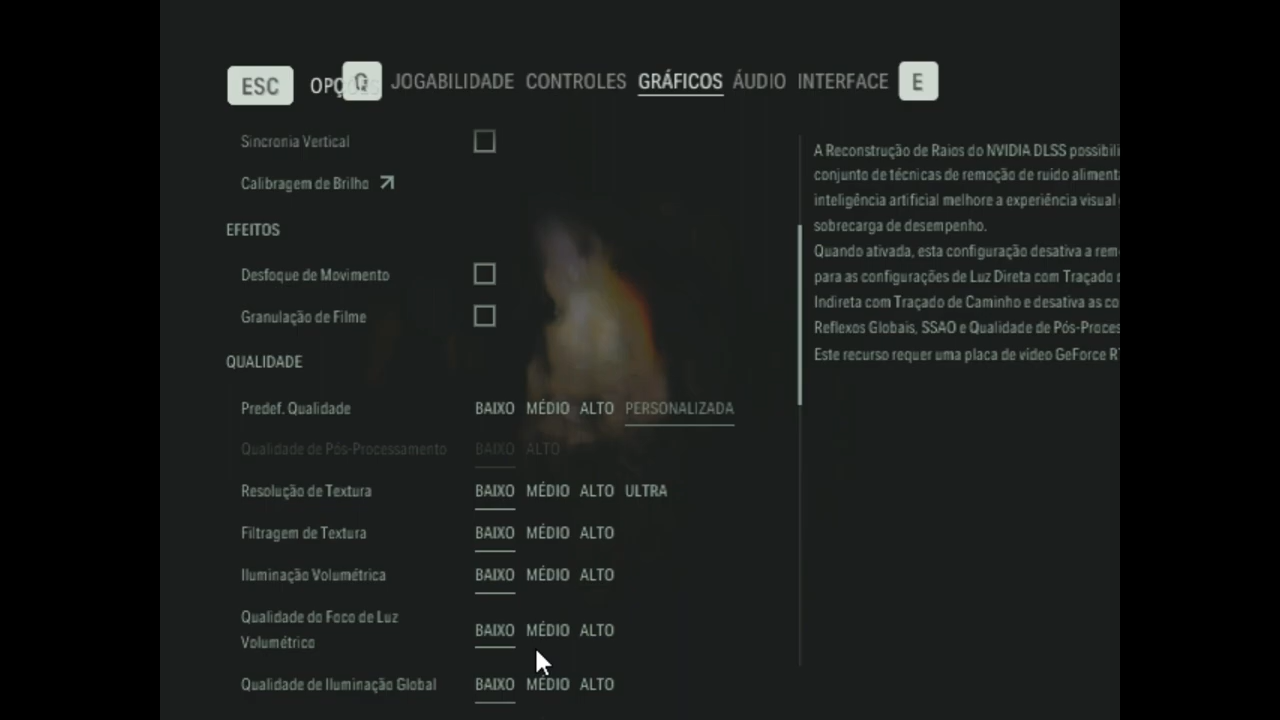 ESC OPÇÕES Q JOGABILIDADE CONTROLES GRÁFICOS ÁUDIO INTERFACE E
Sincronia Vertical
Calibragem de Brilho
EFEITOS
Desfoque de Movimento
Granulação de Filme
QUALIDADE
Predef. Qualidade BAIXO MÉDIO ALTO PERSONALIZADA
Qualidade de Pós-Processamento BAIXO ALTO
Resolução de Textura BAIXO MÉDIO ALTO ULTRA
Filtragem de Textura BAIXO MÉDIO ALTO
Iluminação Volumétrica BAIXO MÉDIO ALTO
Qualidade do Foco de Luz
Volumétrico BAIXO MÉDIO ALTO
Qualidade de Iluminação Global BAIXO MÉDIO ALTO
A Reconstrução de Raios do NVIDIA DLSS possibili
conjunto de técnicas de remoção de ruído aliment
inteligência artificial melhore a experiência visual
sobrecarga de desempenho.
Quando ativada, esta configuração desativa a rem
para as configurações de Luz Direta com Traçado
Indireta com Traçado de Caminho e desativa as co
Reflexos Globais, SSAO e Qualidade de Pós-Proces
Este recurso requer uma placa de vídeo GeForce R